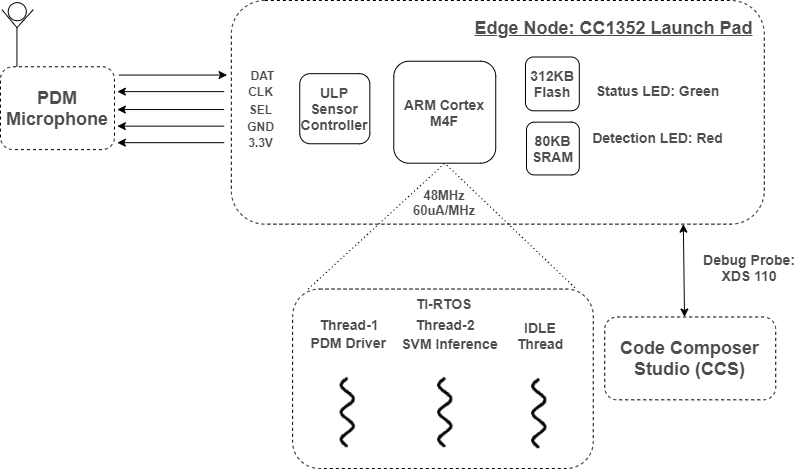 Edge Node: CC1352 Launch Pad
PDM
Microphone
DAT
CLK
SEL
GND
3.3V
ULP
Sensor
Controller
ARM Cortex
M4F
312KB
Flash
80KB
SRAM
Status LED: Green
Detection LED: Red
48MHz
60uA/MHz
Debug Probe:
XDS 110
TI-RTOS
Thread-1
PDM Driver
Thread-2
SVM Inference
IDLE
Thread
Code Composer
Studio (CCS)